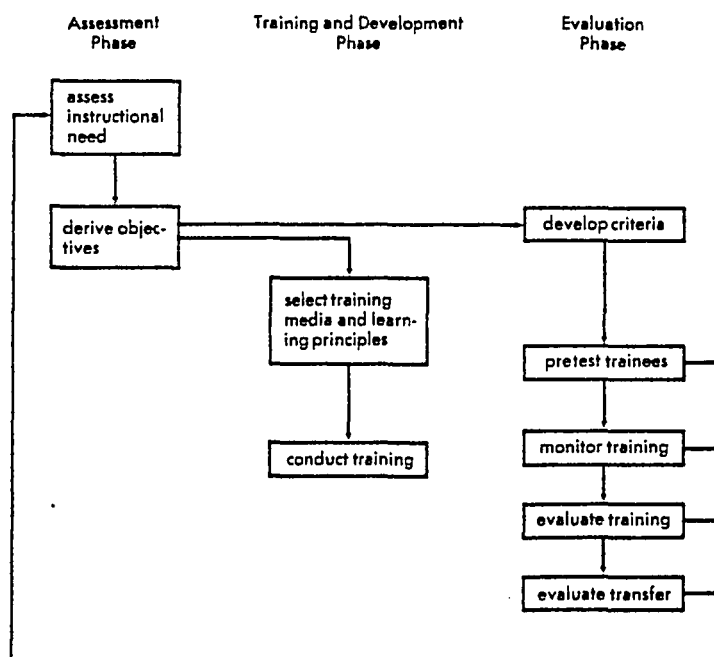 Assessment
Phase
Training and Development
Phase
Evaluation
Phase
assess
instructional
need
derive objec-
tives
develop criteria
select training
media and learn-
ing principles
pretest trainees
conduct training
monitor training
evaluate training
evaluate transfer